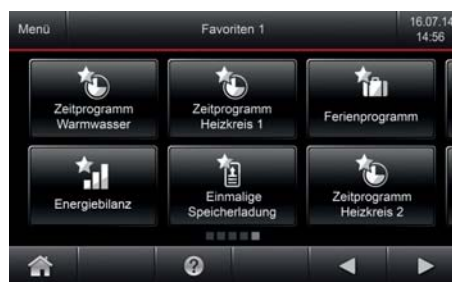 Menü
Favoriten 1
16.07.14
14:56
Zeitprogramm
Warmwasser
Zeitprogramm
Heizkreis 1
Ferienprogramm
Energiebilanz
Einmalige
Speicherladung
Zeitprogramm
Heizkreis 2
?